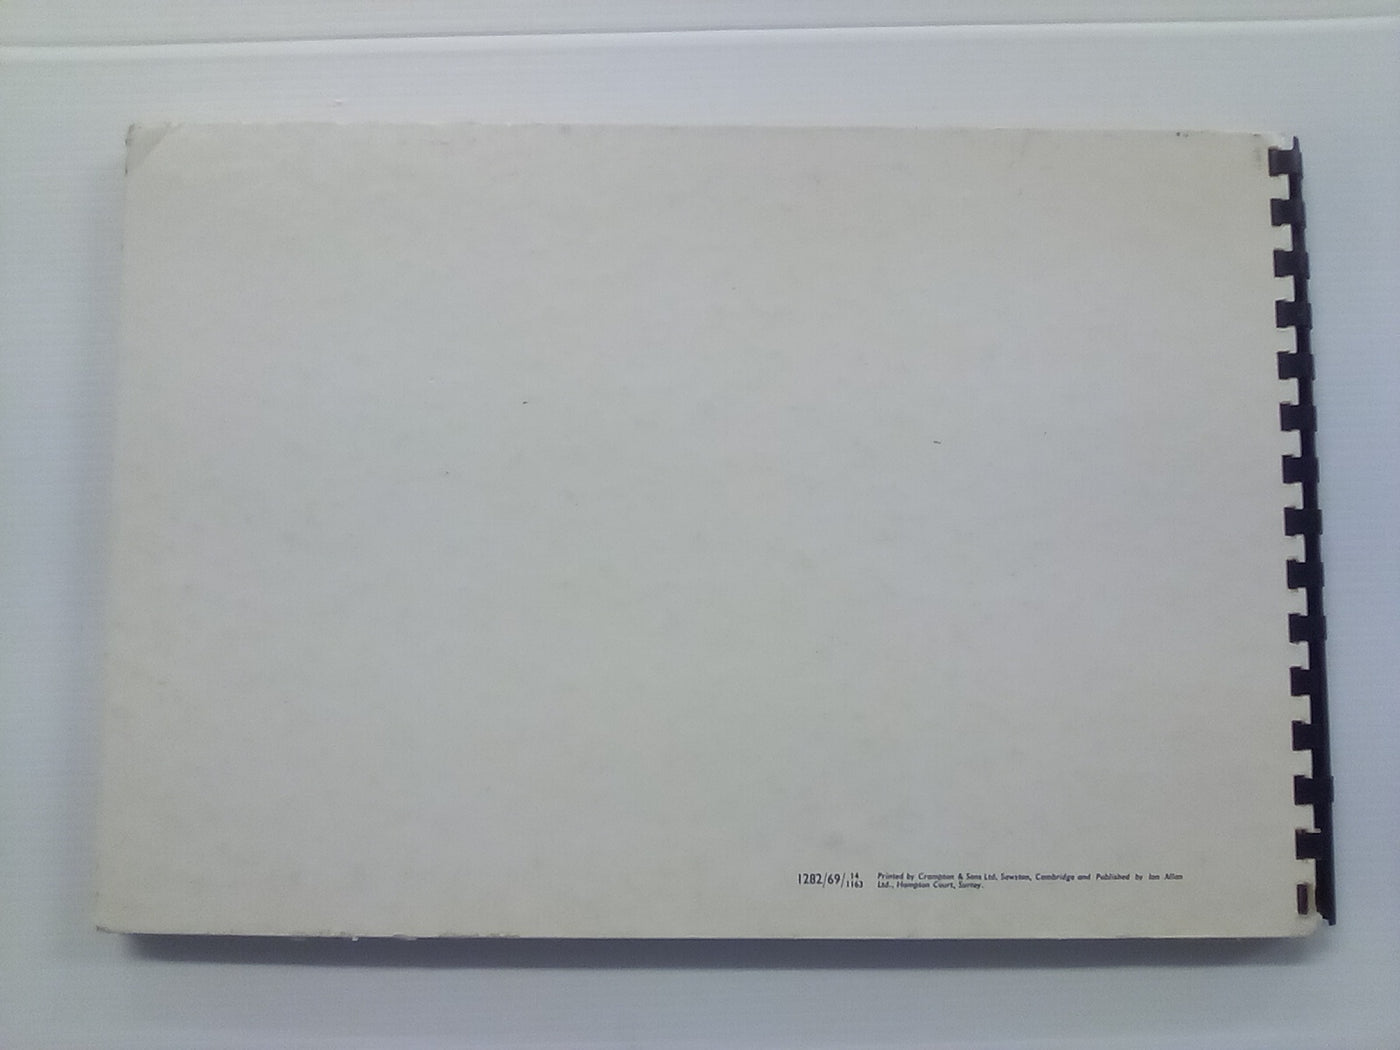 1282/69/14/1163 Printed by Crampton & Sons Ltd, Sawston, Cambridge and Published by Ian Allan
Ltd., Hampton Court, Surrey.